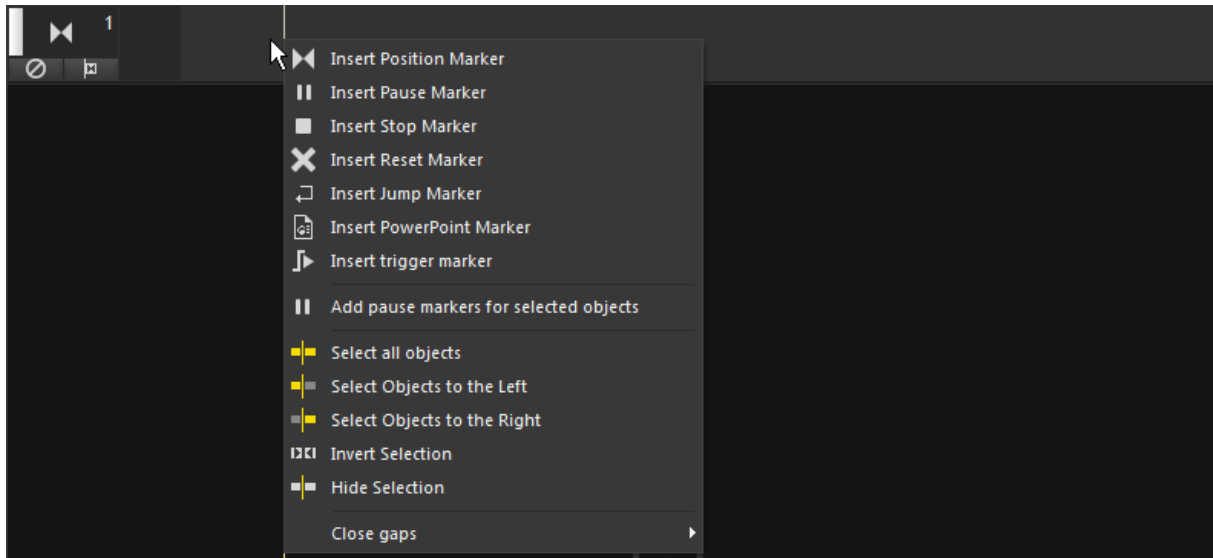 1
Insert Position Marker
Insert Pause Marker
Insert Stop Marker
Insert Reset Marker
Insert Jump Marker
Insert PowerPoint Marker
Insert trigger marker
Add pause markers for selected objects
Select all objects
Select Objects to the Left
Select Objects to the Right
Invert Selection
Hide Selection
Close gaps